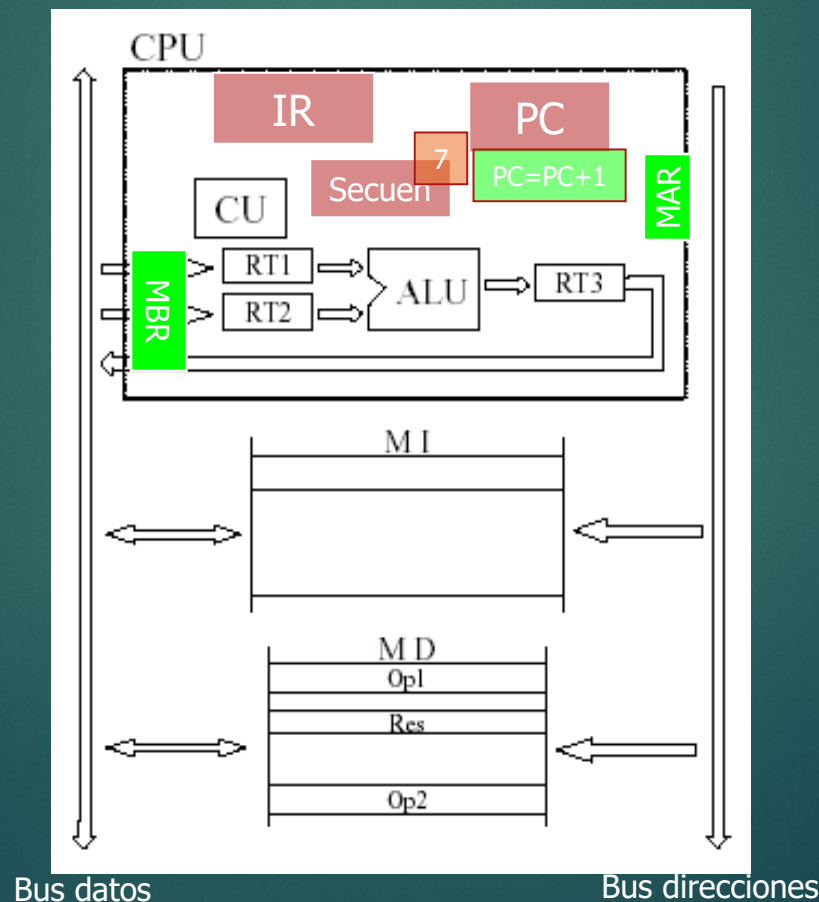 CPU
IR
PC
7
Secuen
PC=PC+1
MAR
CU
MBR
RT1
RT2
ALU
RT3
M I
M D
Op1
Res
Op2
Bus datos
Bus direcciones